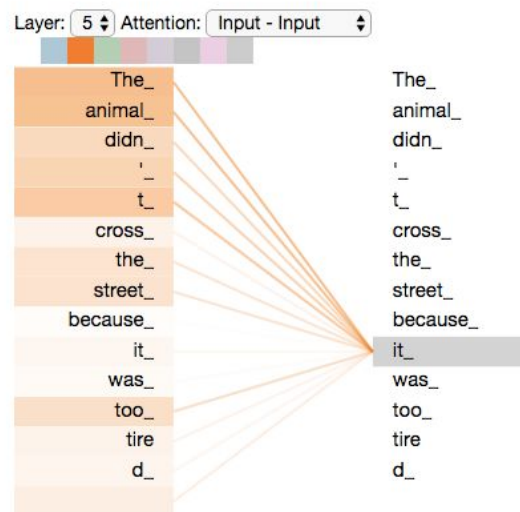 Layer: 5 Attention: Input - Input
The_ The_
animal_ animal_
didn_ didn_
'_ '_
t_ t_
cross_ cross_
the_ the_
street_ street_
because_ because_
it_ it_
was_ was_
too_ too_
tire tire
d_ d_